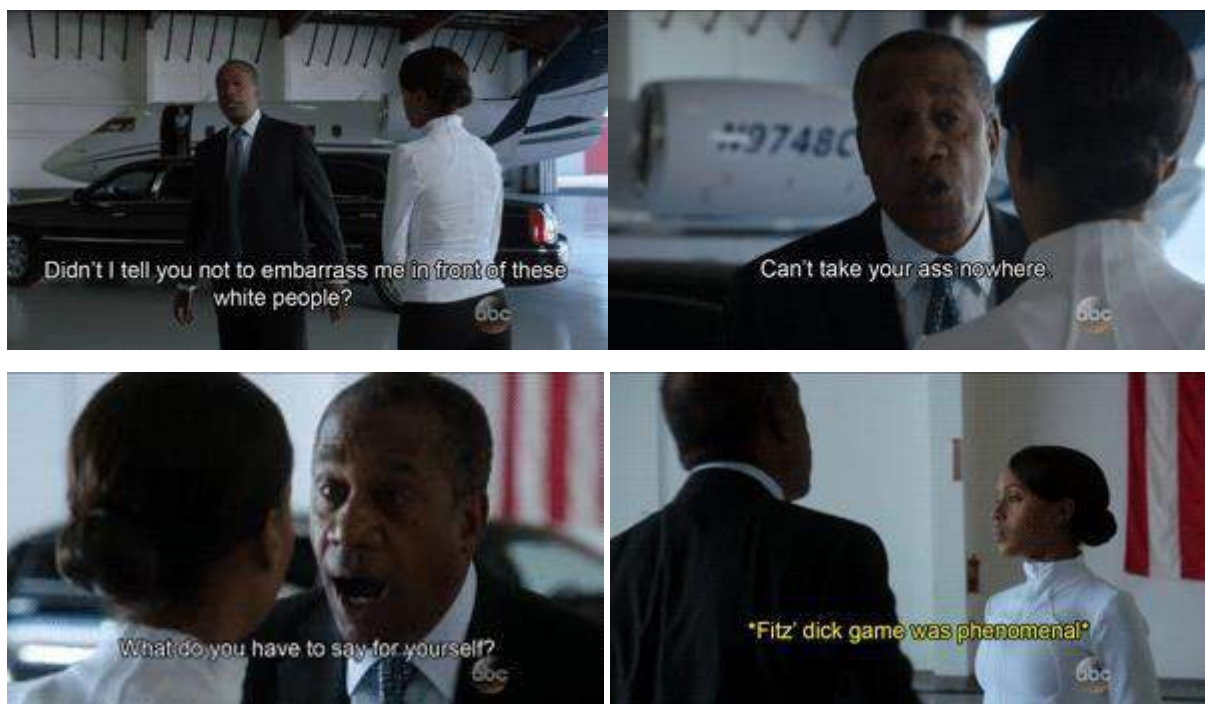 Didn't I tell you not to embarrass me in front of these
white people?
abc
N9748C
Can't take your ass nowhere.
abc
What do you have to say for yourself?
abc
*Fitz' dick game was phenomenal*
abc